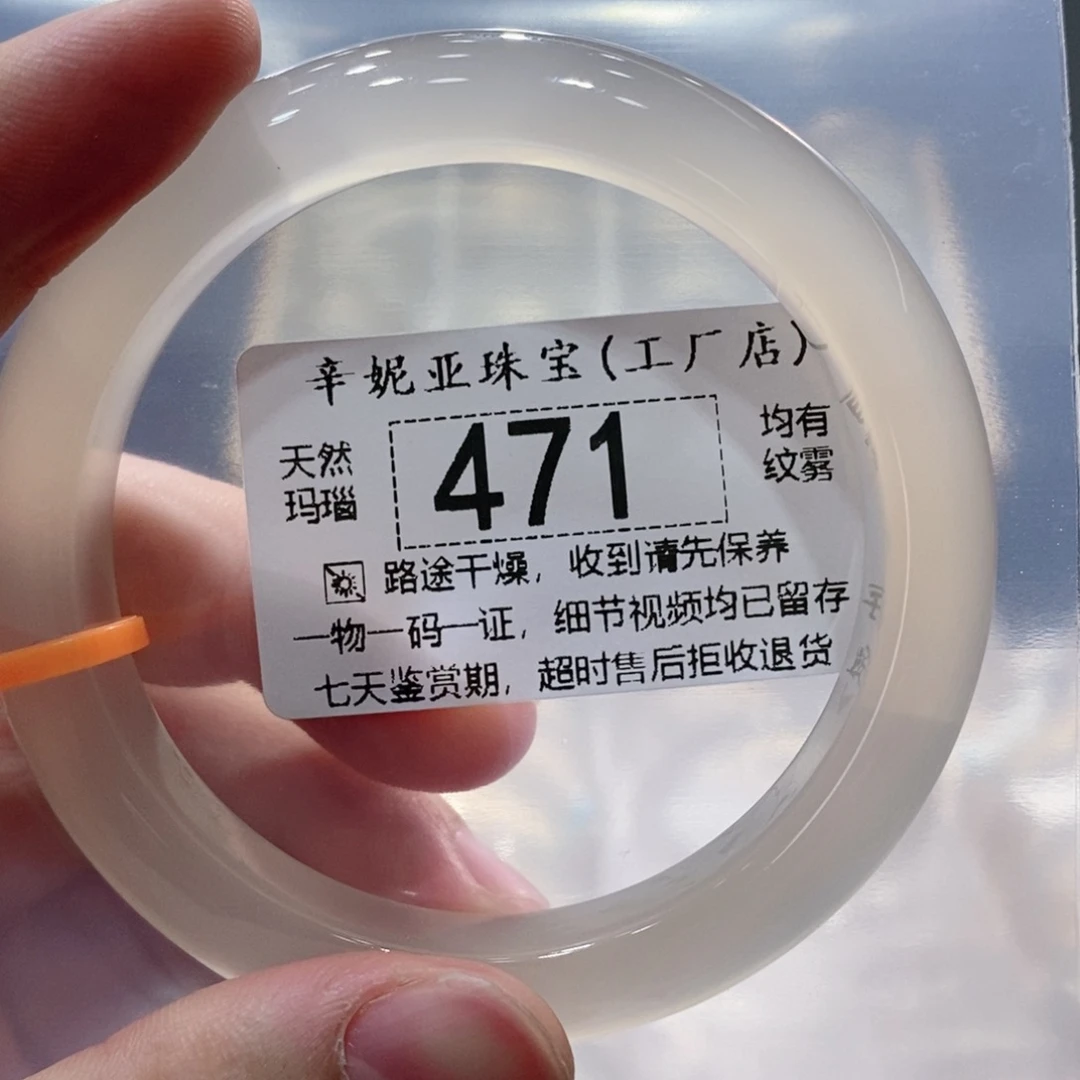 辛妮亚珠宝(工厂店)
天然
玛瑙
471
均有
纹雾
路途干燥，收到请先保养
一物一码一证，细节视频均已留存
七天鉴赏期，超时售后拒收退货